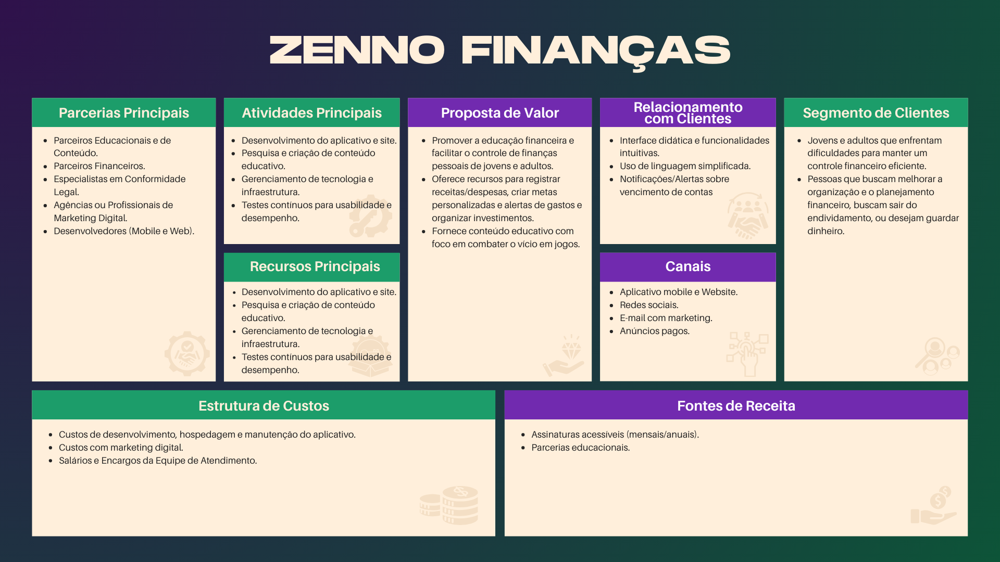 ZENNO FINANÇAS
Parcerias Principais
• Parceiros Educacionais e de
Conteúdo.
• Parceiros Financeiros.
• Especialistas em Conformidade
Legal.
• Agências ou Profissionais de
Marketing Digital.
• Desenvolvedores (Mobile e Web).
Atividades Principais
• Desenvolvimento do aplicativo e site.
• Pesquisa e criação de conteúdo
educativo.
• Gerenciamento de tecnologia e
infraestrutura.
• Testes contínuos para usabilidade e
desempenho.
Recursos Principais
• Desenvolvimento do aplicativo e site.
• Pesquisa e criação de conteúdo
educativo.
• Gerenciamento de tecnologia e
infraestrutura.
• Testes contínuos para usabilidade e
desempenho.
Proposta de Valor
• Promover a educação financeira e
facilitar o controle de finanças
pessoais de jovens e adultos.
• Oferece recursos para registrar
receitas/despesas, criar metas
personalizadas e alertas de gastos e
organizar investimentos.
• Fornece conteúdo educativo com
foco em combater o vício em jogos.
Relacionamento
com Clientes
• Interface didática e funcionalidades
intuitivas.
• Uso de linguagem simplificada.
• Notificações/Alertas sobre
vencimento de contas
Canais
• Aplicativo mobile e Website.
• Redes sociais.
• E-mail com marketing.
• Anúncios pagos.
Segmento de Clientes
• Jovens e adultos que enfrentam
dificuldades para manter um
controle financeiro eficiente.
• Pessoas que buscam melhorar a
organização e o planejamento
financeiro, buscam sair do
endividamento, ou desejam guardar
dinheiro.
Estrutura de Custos
• Custos de desenvolvimento, hospedagem e manutenção do aplicativo.
• Custos com marketing digital.
• Salários e Encargos da Equipe de Atendimento.
Fontes de Receita
• Assinaturas acessíveis (mensais/anuais).
• Parcerias educacionais.